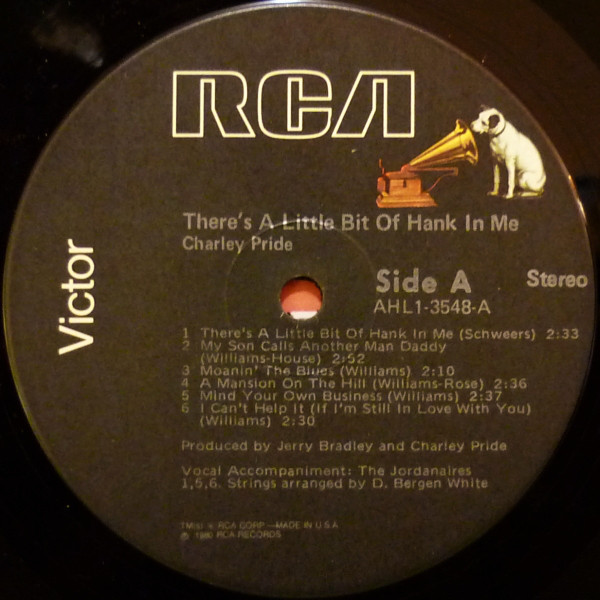 RCA
Victor
There's A Little Bit Of Hank In Me
Charley Pride
Side A
Stereo
AHL1-3548-A
1 There's A Little Bit Of Hank In Me (Schweers) 2:33
2 My Son Calls Another Man Daddy
(Williams-House) 2:52
3 Moanin' The Blues (Williams) 2:10
4 A Mansion On The Hill (Williams-Rose) 2:36
5 Mind Your Own Business (Williams) 2:37
6 I Can't Help It (If I'm Still In Love With You)
(Williams) 2:30
Produced by Jerry Bradley and Charley Pride
Vocal Accompaniment: The Jordanaires
1,5,6. Strings arranged by D. Bergen White
TM(s) ® RCA CORP.—MADE IN U.S.A
℗ 1980 RCA RECORDS